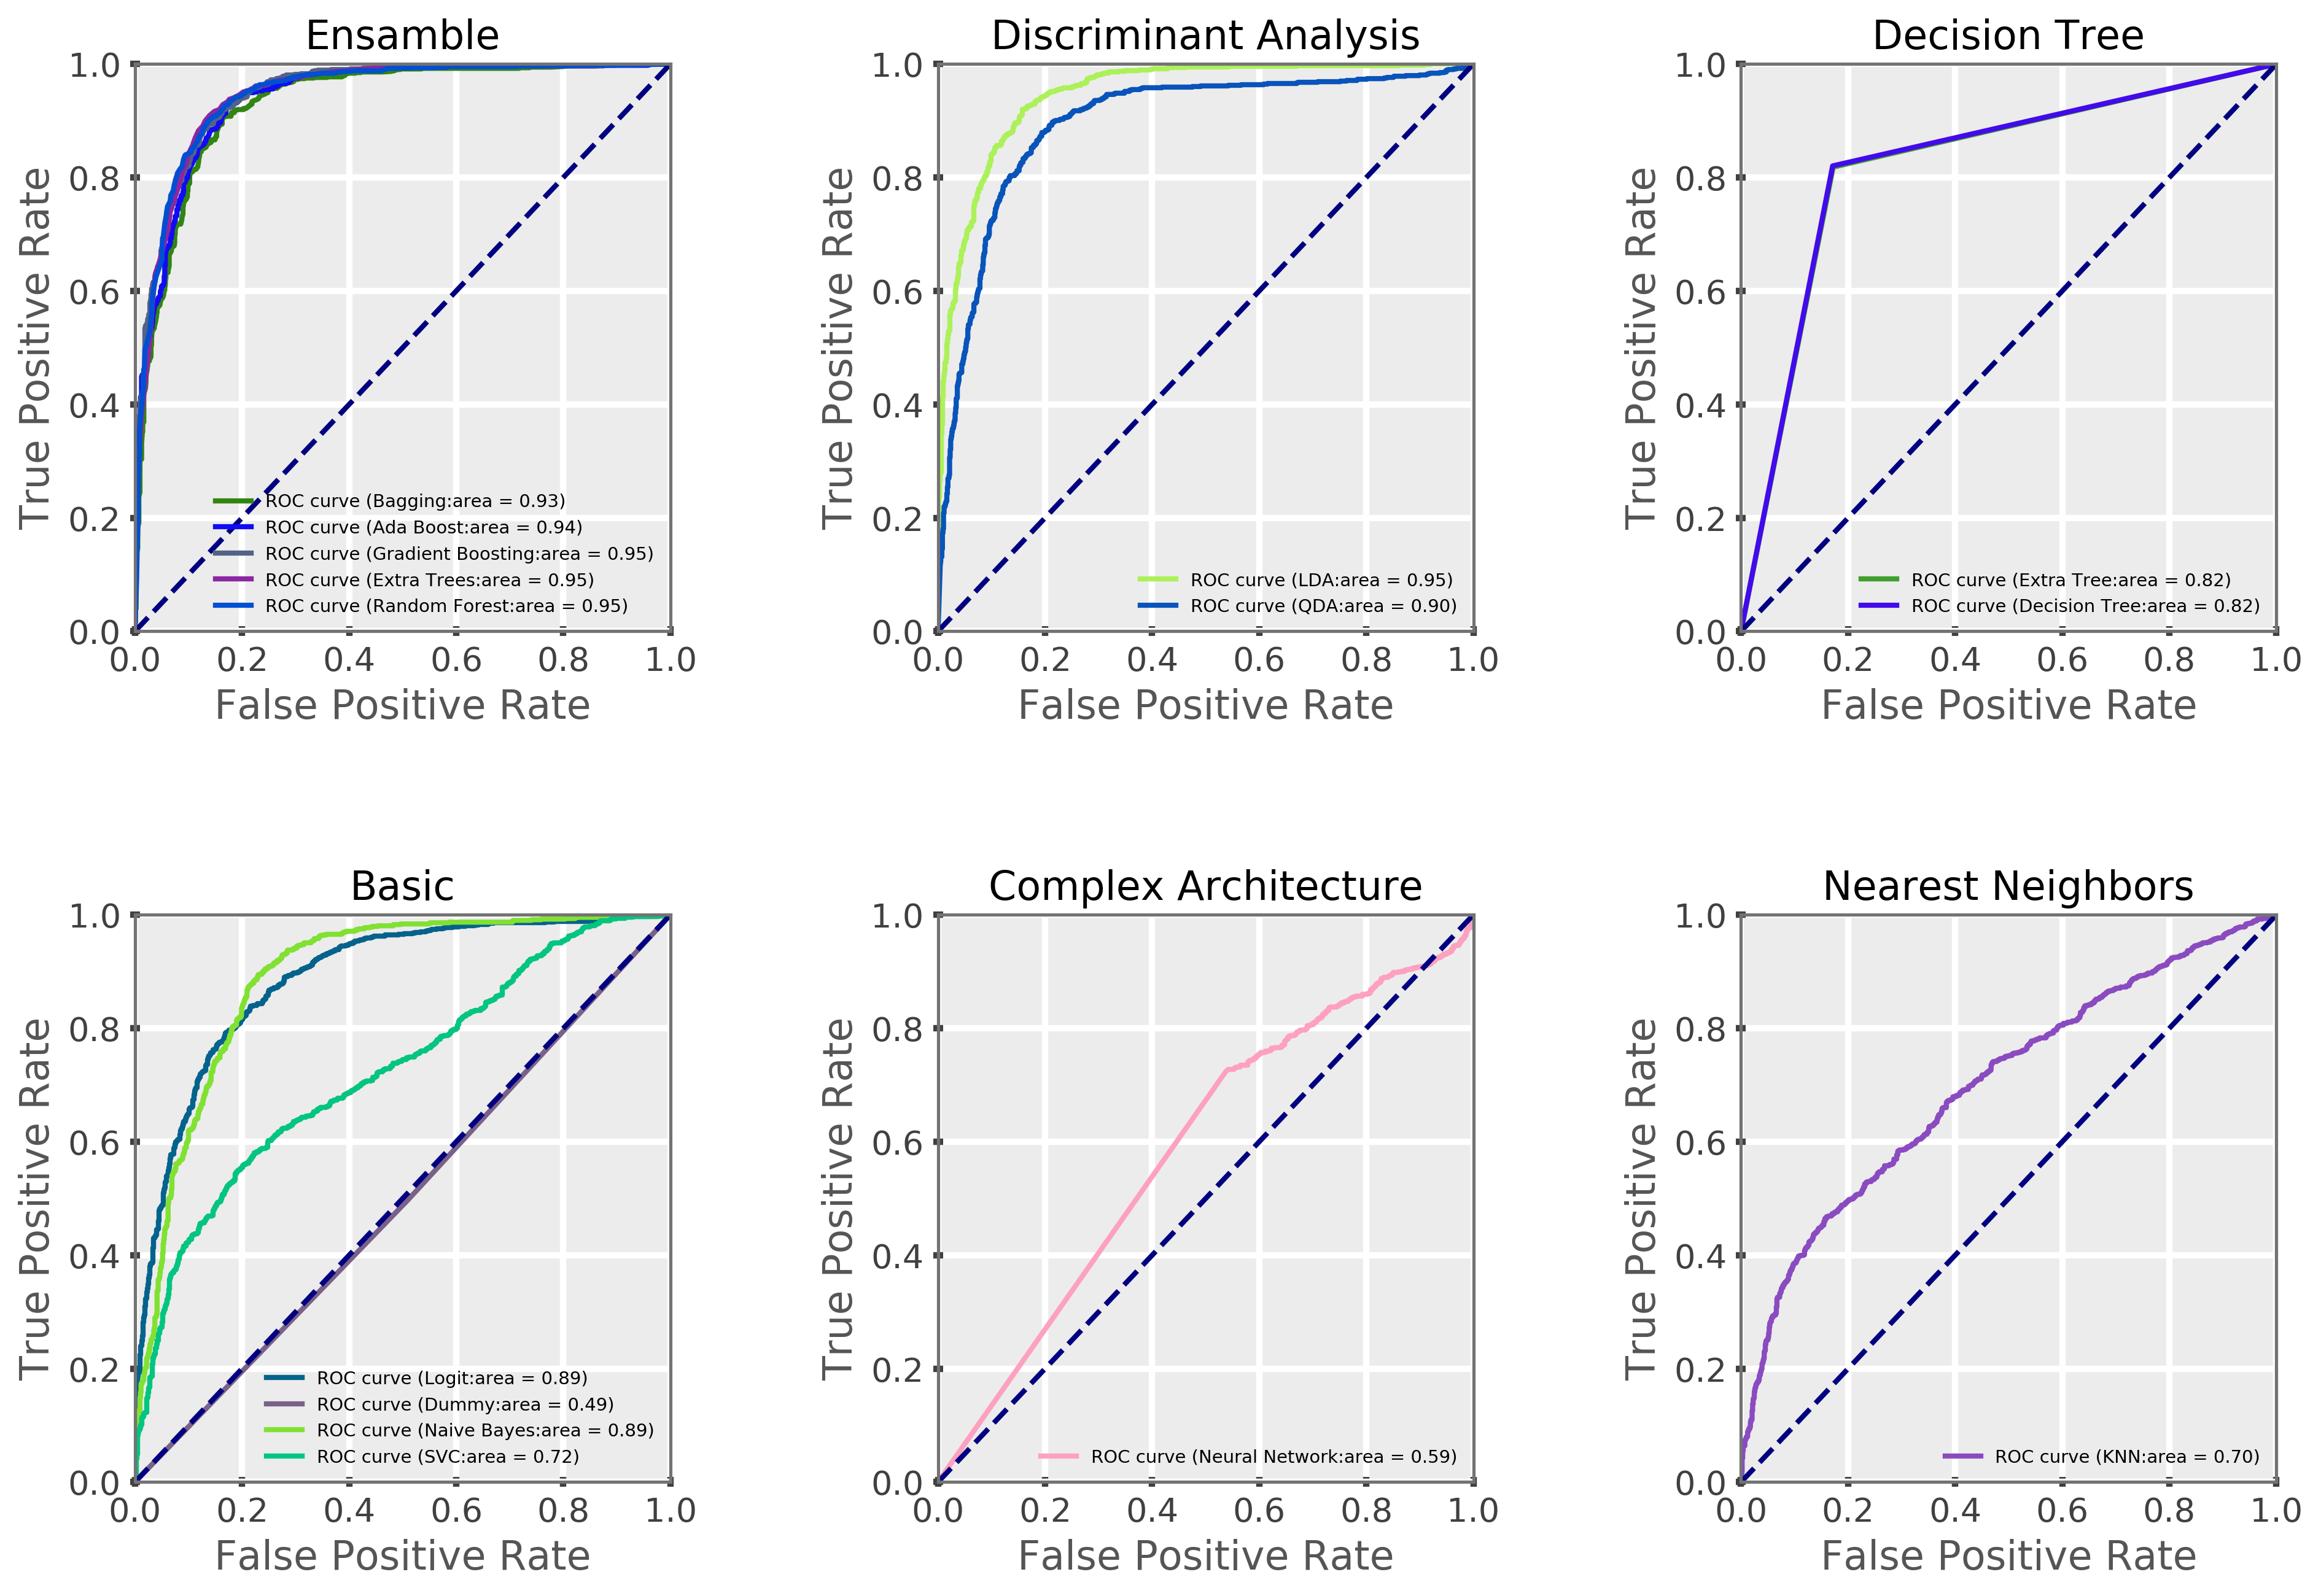 Ensamble
True Positive Rate
1.0
0.8
0.6
0.4
0.2
0.0
ROC curve (Bagging:area = 0.93)
ROC curve (Ada Boost:area = 0.94)
ROC curve (Gradient Boosting:area = 0.95)
ROC curve (Extra Trees:area = 0.95)
ROC curve (Random Forest:area = 0.95)
0.0 0.2 0.4 0.6 0.8 1.0
False Positive Rate
Discriminant Analysis
True Positive Rate
1.0
0.8
0.6
0.4
0.2
0.0
ROC curve (LDA:area = 0.95)
ROC curve (QDA:area = 0.90)
0.0 0.2 0.4 0.6 0.8 1.0
False Positive Rate
Decision Tree
True Positive Rate
1.0
0.8
0.6
0.4
0.2
0.0
ROC curve (Extra Tree:area = 0.82)
ROC curve (Decision Tree:area = 0.82)
0.0 0.2 0.4 0.6 0.8 1.0
False Positive Rate
Basic
True Positive Rate
1.0
0.8
0.6
0.4
0.2
0.0
ROC curve (Logit:area = 0.89)
ROC curve (Dummy:area = 0.49)
ROC curve (Naive Bayes:area = 0.89)
ROC curve (SVC:area = 0.72)
0.0 0.2 0.4 0.6 0.8 1.0
False Positive Rate
Complex Architecture
True Positive Rate
1.0
0.8
0.6
0.4
0.2
0.0
ROC curve (Neural Network:area = 0.59)
0.0 0.2 0.4 0.6 0.8 1.0
False Positive Rate
Nearest Neighbors
True Positive Rate
1.0
0.8
0.6
0.4
0.2
0.0
ROC curve (KNN:area = 0.70)
0.0 0.2 0.4 0.6 0.8 1.0
False Positive Rate